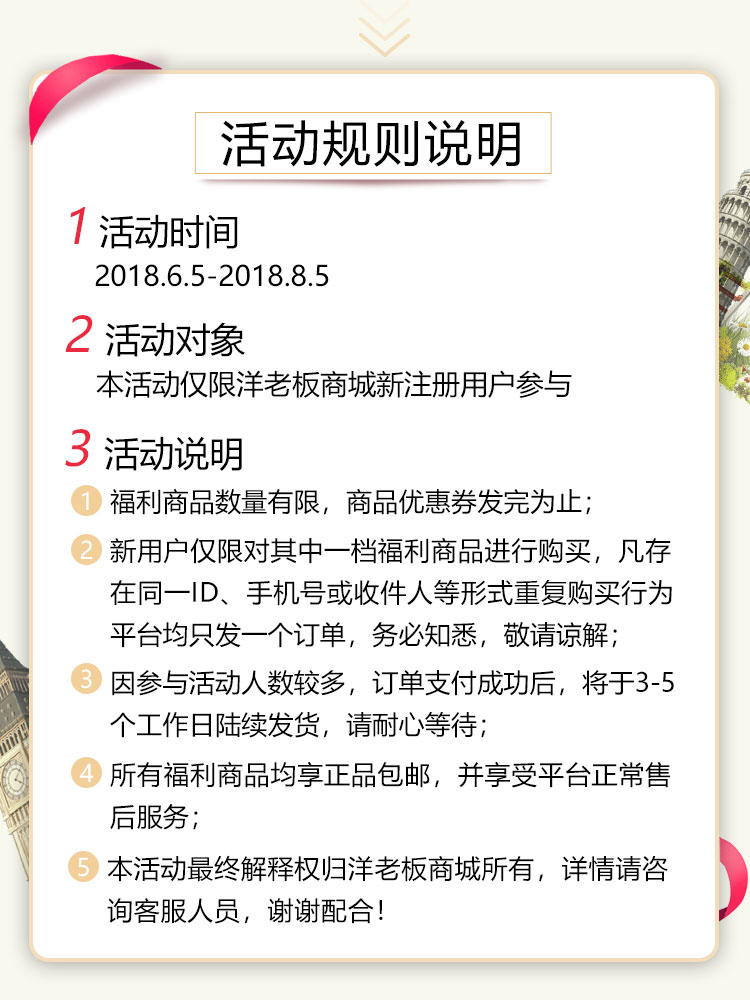 活动规则说明
1 活动时间
2018.6.5-2018.8.5
2 活动对象
本活动仅限洋老板商城新注册用户参与
3 活动说明
1 福利商品数量有限，商品优惠券发完为止；
2 新用户仅限对其中一档福利商品进行购买，凡存
在同一ID、手机号或收件人等形式重复购买行为
平台均只发一个订单，务必知悉，敬请谅解；
3 因参与活动人数较多，订单支付成功后，将于3-5
个工作日陆续发货，请耐心等待；
4 所有福利商品均享正品包邮，并享受平台正常售
后服务；
5 本活动最终解释权归洋老板商城所有，详情请咨
询客服人员，谢谢配合！